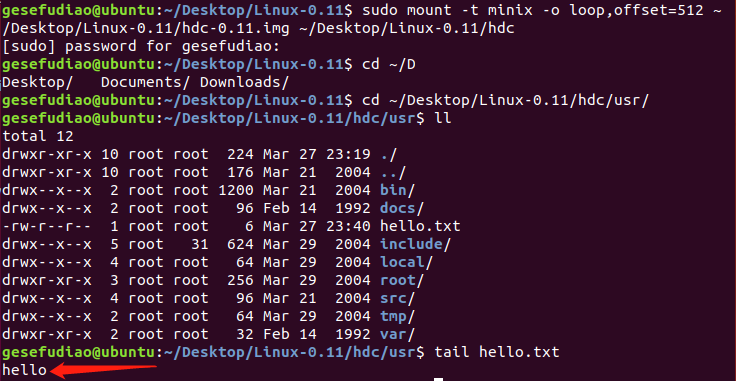 gesefudiao@ubuntu:~/Desktop/Linux-0.11$ sudo mount -t minix -o loop,offset=512 ~
/Desktop/Linux-0.11/hdc-0.11.img ~/Desktop/Linux-0.11/hdc
[sudo] password for gesefudiao:
gesefudiao@ubuntu:~/Desktop/Linux-0.11$ cd ~/D
Desktop/   Documents/ Downloads/
gesefudiao@ubuntu:~/Desktop/Linux-0.11$ cd ~/Desktop/Linux-0.11/hdc/usr/
gesefudiao@ubuntu:~/Desktop/Linux-0.11/hdc/usr$ ll
total 12
drwxr-xr-x 10 root root  224 Mar 27 23:19 ./
drwxr-xr-x 10 root root  176 Mar 21  2004 ../
drwx--x--x  2 root root 1200 Mar 21  2004 bin/
drwx--x--x  2 root root   96 Feb 14  1992 docs/
-rw-r--r--  1 root root    6 Mar 27 23:40 hello.txt
drwx--x--x  5 root   31  624 Mar 29  2004 include/
drwx--x--x  4 root root   64 Mar 29  2004 local/
drwxr-xr-x  3 root root  256 Mar 29  2004 root/
drwx--x--x  4 root root   96 Mar 21  2004 src/
drwx--x--x  2 root root   64 Mar 29  2004 tmp/
drwxr-xr-x  2 root root   32 Feb 14  1992 var/
gesefudiao@ubuntu:~/Desktop/Linux-0.11/hdc/usr$ tail hello.txt
hello